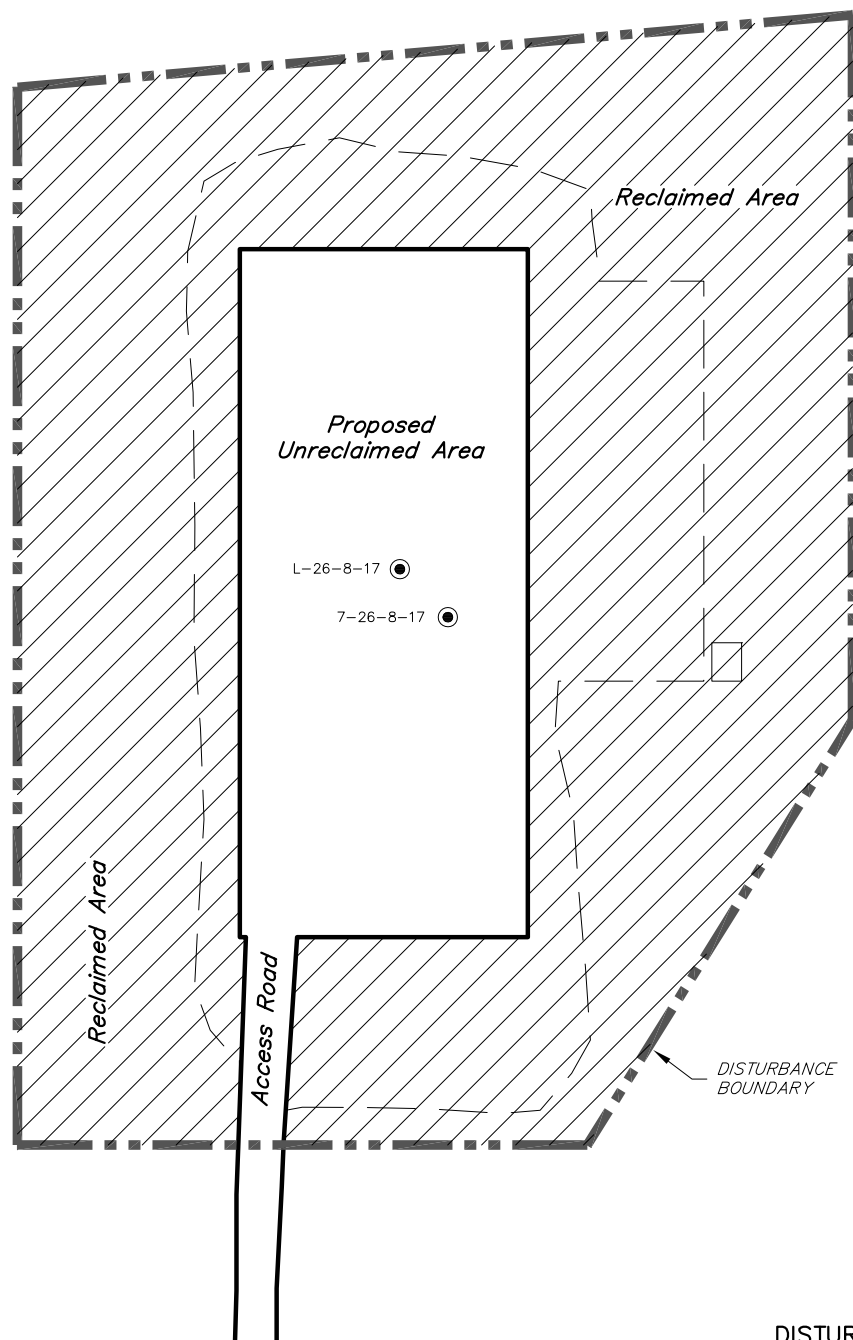 Reclaimed Area
Proposed
Unreclaimed Area
L-26-8-17
7-26-8-17
Reclaimed Area
Access Road
DISTURBANCE
BOUNDARY